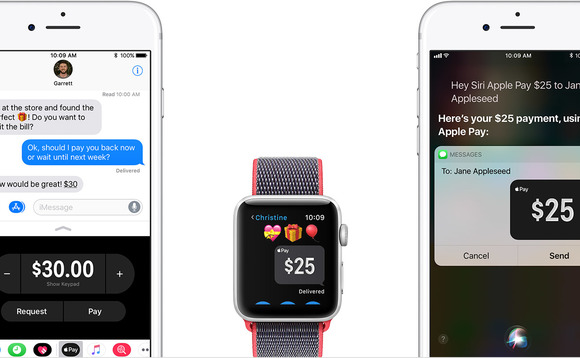 10:09 AM
100%
Garrett
Read 10:00 AM
at the store and found the
perfect 🎁! Do you want to
it the bill?
Ok, should I pay you back now
or wait until next week?
Delivered
would be great! $30
iMessage
$30.00
Show Keypad
Request
Pay
Pay
Christine
10:09
Pay
$25
Delivered
10:09 AM
Hey Siri Apple Pay $25 to Jane
Appleseed
Here's your $25 payment, using
Apple Pay:
MESSAGES
To: Jane Appleseed
Pay
$25
Cancel
Send
?